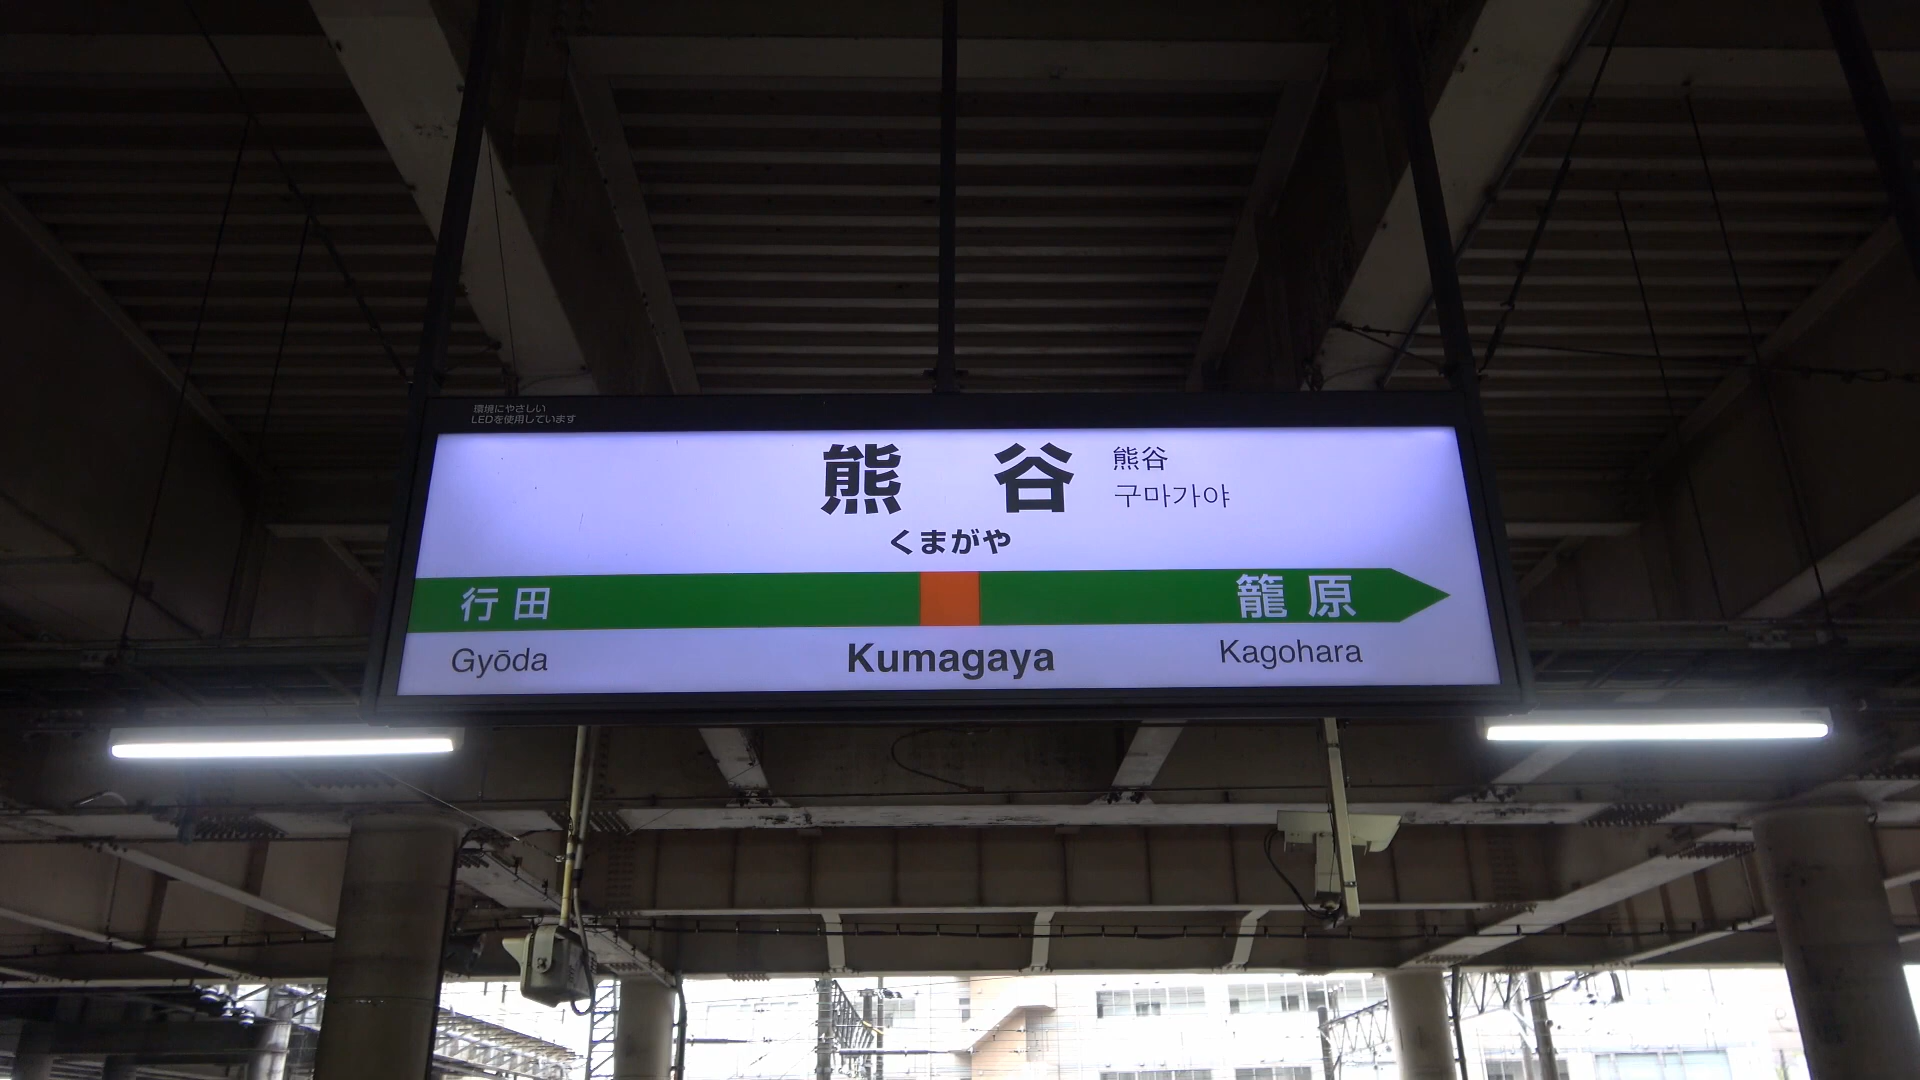 環境にやさしい
LEDを使用しています
熊谷
熊谷
구마가야
くまがや
行田
籠原
Gyōda
Kumagaya
Kagohara